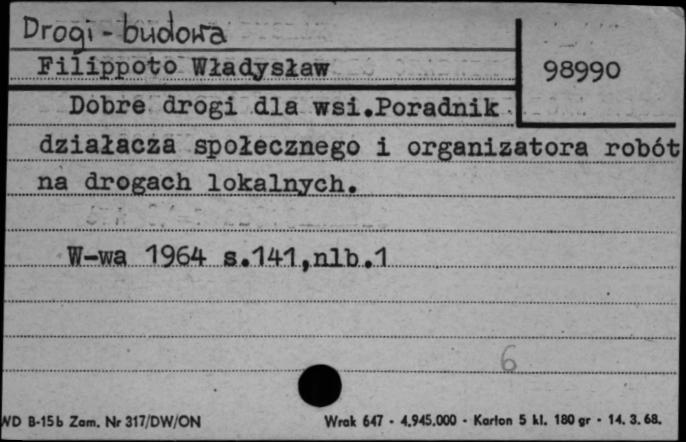 Drogi - budowa
Filippoto Władysław
98990
Dobre drogi dla wsi.Poradnik
działacza społecznego i organizatora robót
na drogach lokalnych.
W-wa 1964 s.141,nlb.1
6
WD B-15b Zam. Nr 317/DW/ON Wrak 647 - 4.945.000 - Karton 5 kl. 180 gr - 14. 3. 68.